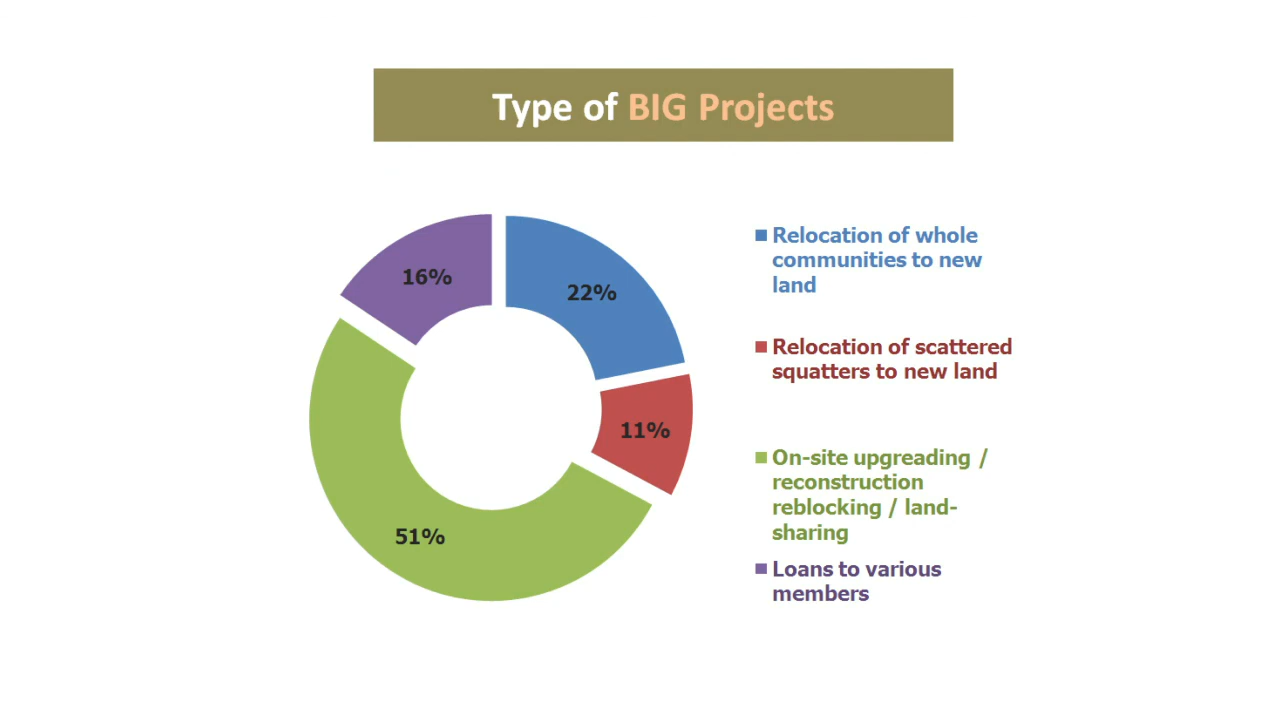 Type of BIG Projects
16%
22%
11%
51%
Relocation of whole
communities to new
land
Relocation of scattered
squatters to new land
On-site upgreading /
reconstruction
reblocking / land-
sharing
Loans to various
members